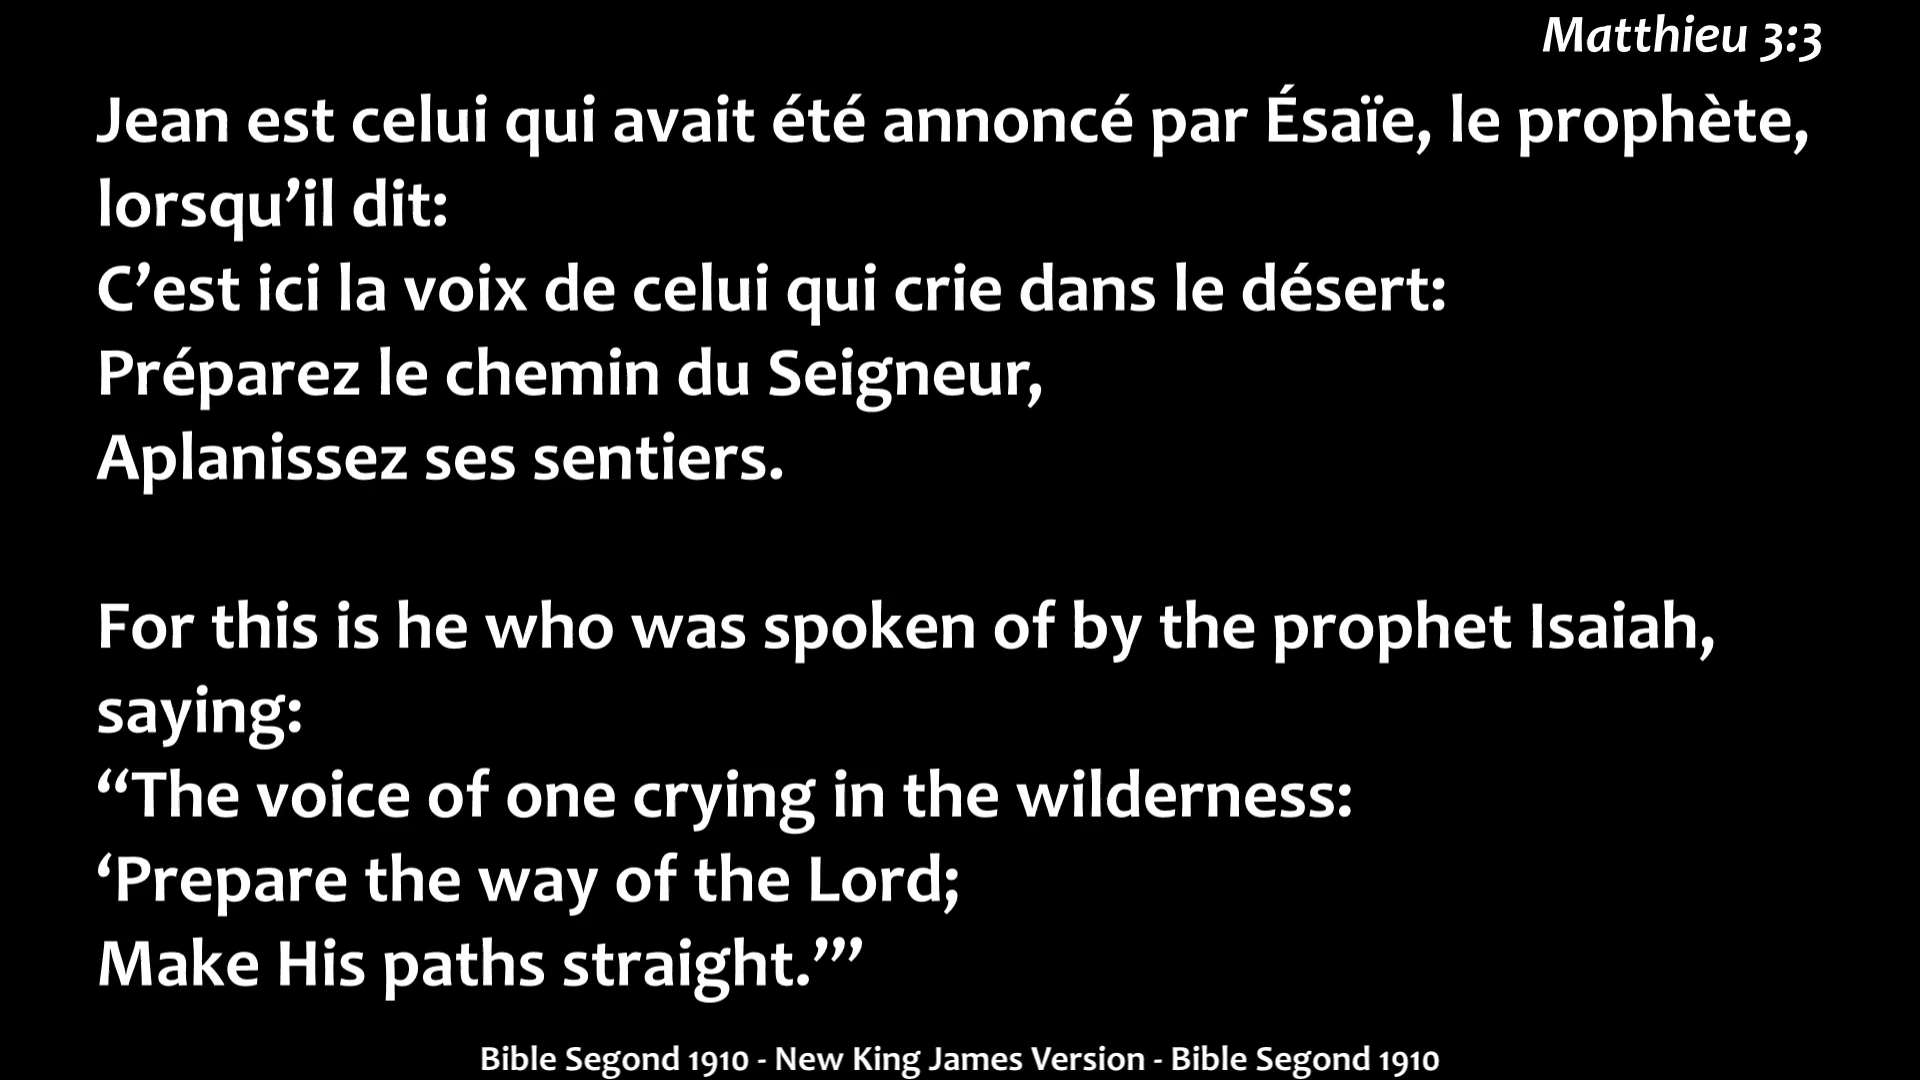 Matthieu 3:3
Jean est celui qui avait été annoncé par Ésaïe, le prophète,
lorsqu’il dit:
C’est ici la voix de celui qui crie dans le désert:
Préparez le chemin du Seigneur,
Aplanissez ses sentiers.
For this is he who was spoken of by the prophet Isaiah,
saying:
“The voice of one crying in the wilderness:
‘Prepare the way of the Lord;
Make His paths straight.’”
Bible Segond 1910 - New King James Version - Bible Segond 1910